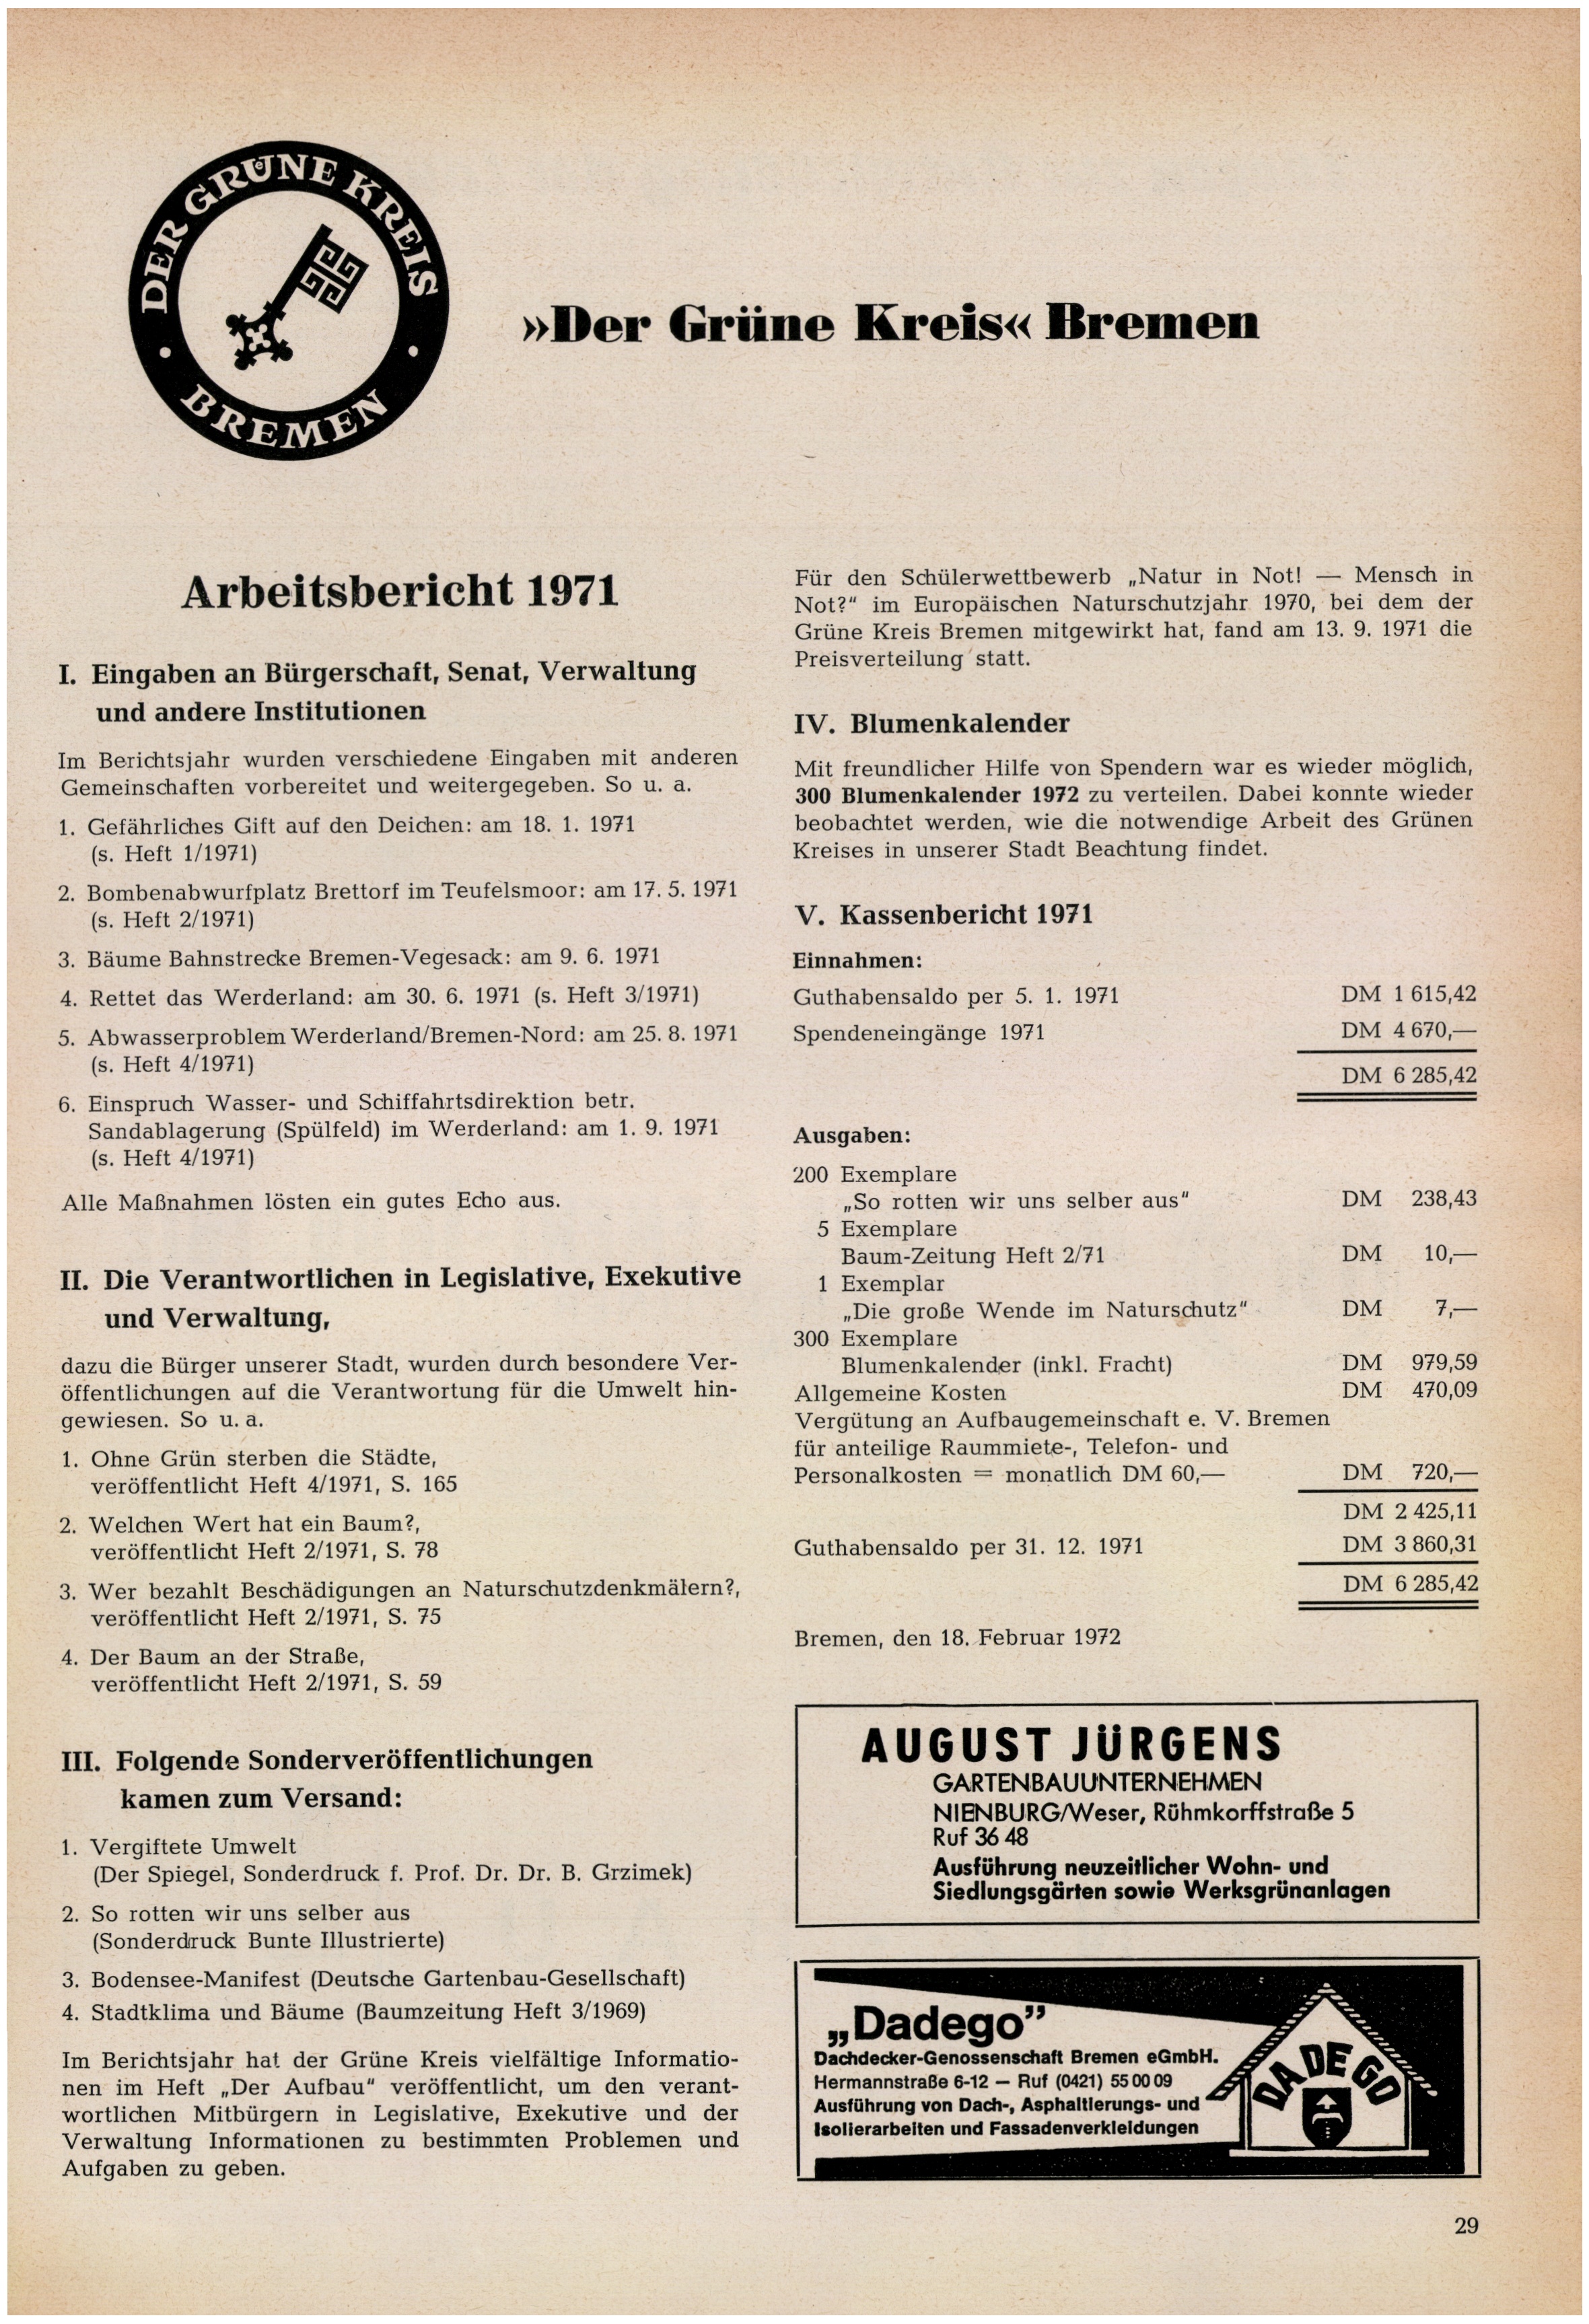 DER GRÜNE KREIS
BREMEN
»Der Grüne Kreis« Bremen
Arbeitsbericht 1971
I. Eingaben an Bürgerschaft, Senat, Verwaltung
und andere Institutionen
Im Berichtsjahr wurden verschiedene Eingaben mit anderen
Gemeinschaften vorbereitet und weitergegeben. So u. a.
1. Gefährliches Gift auf den Deichen: am 18. 1. 1971
(s. Heft 1/1971)
2. Bombenabwurfplatz Brettorf im Teufelsmoor: am 17. 5. 1971
(s. Heft 2/1971)
3. Bäume Bahnstrecke Bremen-Vegesack: am 9. 6. 1971
4. Rettet das Werderland: am 30. 6. 1971 (s. Heft 3/1971)
5. Abwasserproblem Werderland/Bremen-Nord: am 25. 8. 1971
(s. Heft 4/1971)
6. Einspruch Wasser- und Schiffahrtsdirektion betr.
Sandablagerung (Spülfeld) im Werderland: am 1. 9. 1971
(s. Heft 4/1971)
Alle Maßnahmen lösten ein gutes Echo aus.
II. Die Verantwortlichen in Legislative, Exekutive
und Verwaltung,
dazu die Bürger unserer Stadt, wurden durch besondere Ver-
öffentlichungen auf die Verantwortung für die Umwelt hin-
gewiesen. So u. a.
1. Ohne Grün sterben die Städte,
veröffentlicht Heft 4/1971, S. 165
2. Welchen Wert hat ein Baum?,
veröffentlicht Heft 2/1971, S. 78
3. Wer bezahlt Beschädigungen an Naturschutzdenkmälern?,
veröffentlicht Heft 2/1971, S. 75
4. Der Baum an der Straße,
veröffentlicht Heft 2/1971, S. 59
III. Folgende Sonderveröffentlichungen
kamen zum Versand:
1. Vergiftete Umwelt
(Der Spiegel, Sonderdruck f. Prof. Dr. Dr. B. Grzimek)
2. So rotten wir uns selber aus
(Sonderdruck Bunte Illustrierte)
3. Bodensee-Manifest (Deutsche Gartenbau-Gesellschaft)
4. Stadtklima und Bäume (Baumzeitung Heft 3/1969)
Im Berichtsjahr hat der Grüne Kreis vielfältige Informatio-
nen im Heft „Der Aufbau“ veröffentlicht, um den verant-
wortlichen Mitbürgern in Legislative, Exekutive und der
Verwaltung Informationen zu bestimmten Problemen und
Aufgaben zu geben.
Für den Schülerwettbewerb „Natur in Not! — Mensch in
Not?“ im Europäischen Naturschutzjahr 1970, bei dem der
Grüne Kreis Bremen mitgewirkt hat, fand am 13. 9. 1971 die
Preisverteilung statt.
IV. Blumenkalender
Mit freundlicher Hilfe von Spendern war es wieder möglich,
300 Blumenkalender 1972 zu verteilen. Dabei konnte wieder
beobachtet werden, wie die notwendige Arbeit des Grünen
Kreises in unserer Stadt Beachtung findet.
V. Kassenbericht 1971
Einnahmen:
Guthabensaldo per 5. 1. 1971 DM 1 615,42
Spendeneingänge 1971 DM 4 670,—
DM 6 285,42
Ausgaben:
200 Exemplare
„So rotten wir uns selber aus“ DM 238,43
5 Exemplare
Baum-Zeitung Heft 2/71 DM 10,—
1 Exemplar
„Die große Wende im Naturschutz“ DM 7,—
300 Exemplare
Blumenkalender (inkl. Fracht) DM 979,59
Allgemeine Kosten DM 470,09
Vergütung an Aufbaugemeinschaft e. V. Bremen
für anteilige Raummiete-, Telefon- und
Personalkosten = monatlich DM 60,— DM 720,—
DM 2 425,11
Guthabensaldo per 31. 12. 1971 DM 3 860,31
DM 6 285,42
Bremen, den 18. Februar 1972
AUGUST JÜRGENS
GARTENBAUUNTERNEHMEN
NIENBURG/Weser, Rühmkorffstraße 5
Ruf 36 48
Ausführung neuzeitlicher Wohn- und
Siedlungsgärten sowie Werksgrünanlagen
„Dadego”
Dachdecker-Genossenschaft Bremen eGmbH.
Hermannstraße 6-12 — Ruf (0421) 55 00 09
Ausführung von Dach-, Asphaltierungs- und
Isolierarbeiten und Fassadenverkleidungen
DADEGO
29